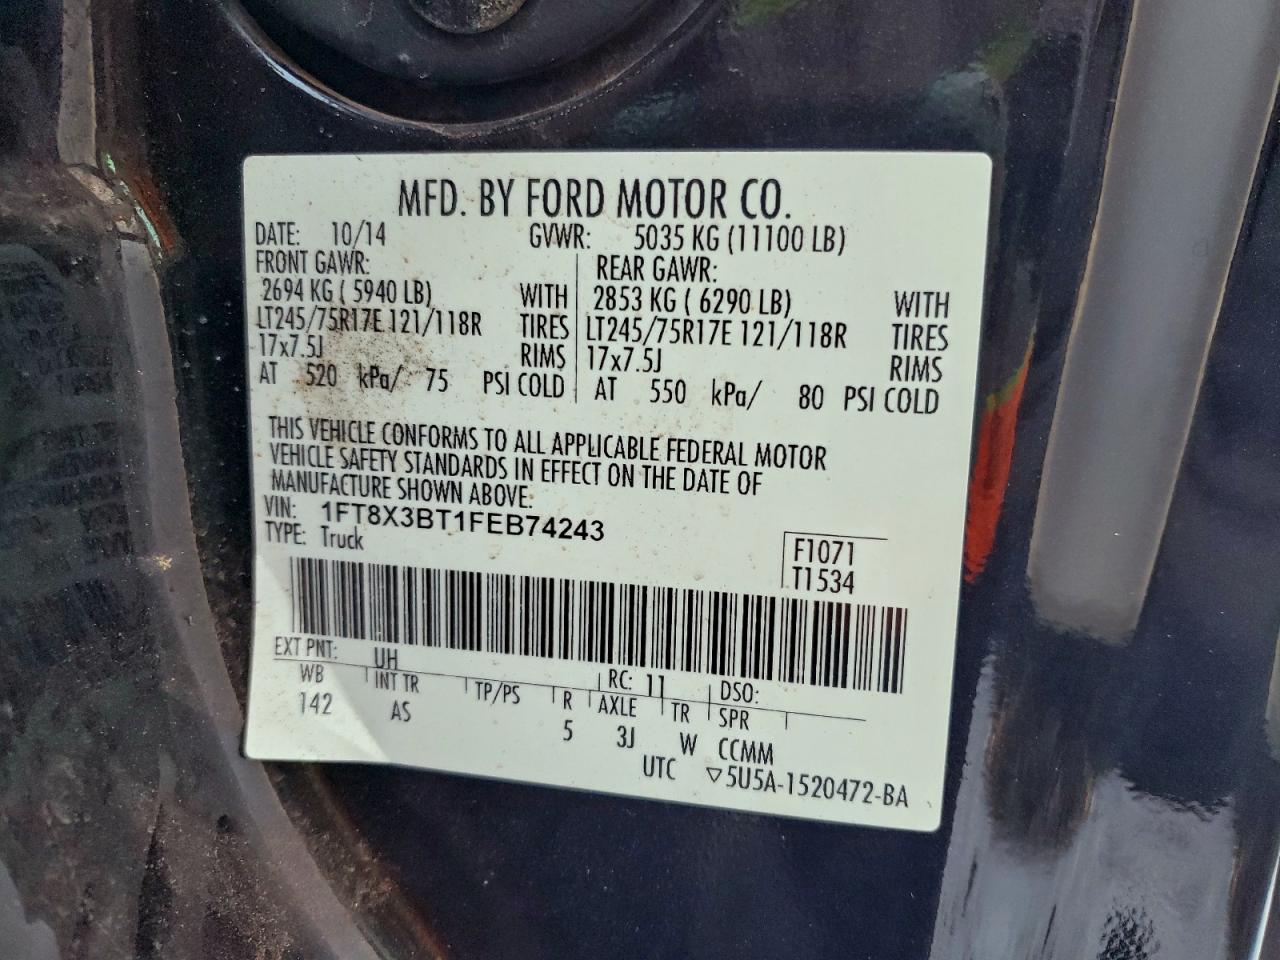 MFD. BY FORD MOTOR CO.
DATE: 10/14 GVWR: 5035 KG (11100 LB)
FRONT GAWR: REAR GAWR:
2694 KG ( 5940 LB) WITH 2853 KG ( 6290 LB) WITH
LT245/75R17E 121/118R TIRES LT245/75R17E 121/118R TIRES
17x7.5J RIMS 17x7.5J RIMS
AT 520 kPa/ 75 PSI COLD AT 550 kPa/ 80 PSI COLD
THIS VEHICLE CONFORMS TO ALL APPLICABLE FEDERAL MOTOR
VEHICLE SAFETY STANDARDS IN EFFECT ON THE DATE OF
MANUFACTURE SHOWN ABOVE.
VIN: 1FT8X3BT1FEB74243
TYPE: Truck F1071
T1534
EXT PNT: UH RC: 11 DSO:
WB INT TR TP/PS R AXLE TR SPR
142 AS 5 3J W CCMM
UTC ▽5U5A-1520472-BA